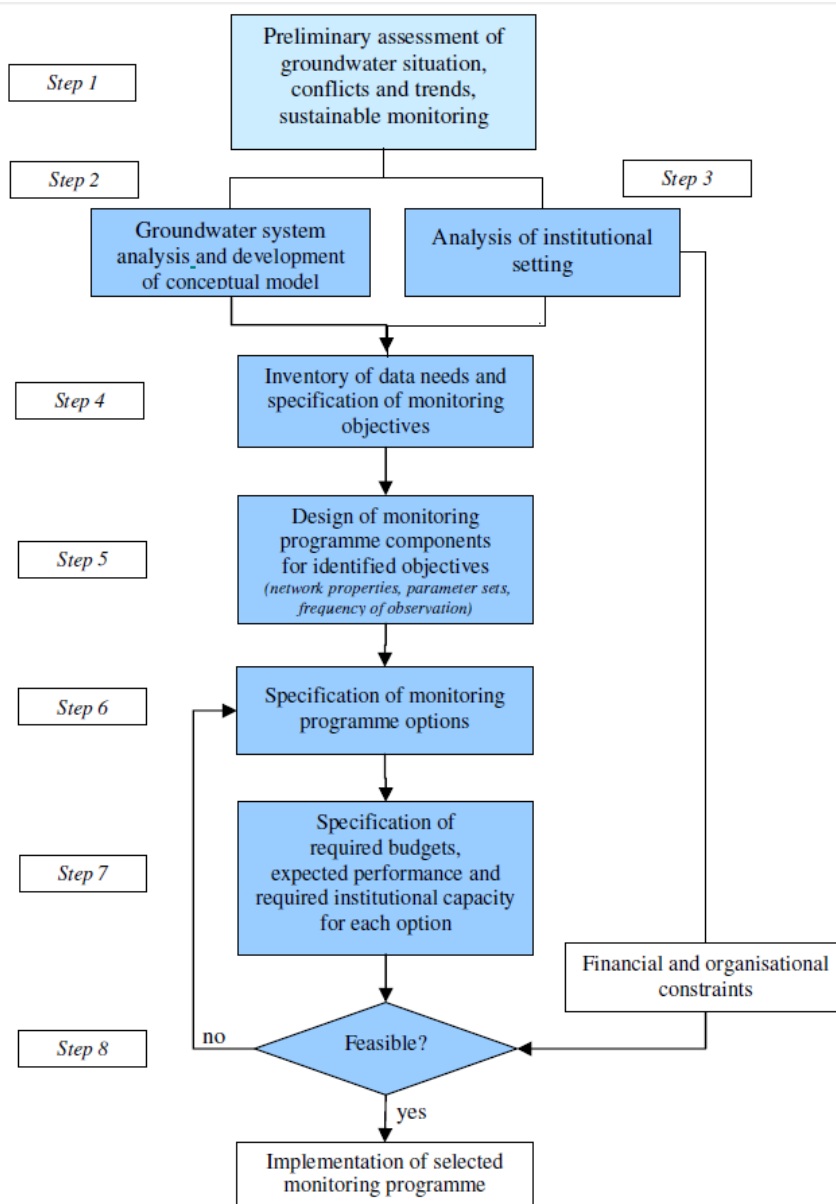 Preliminary assessment of
groundwater situation,
conflicts and trends,
sustainable monitoring
Step 1
Step 2
Step 3
Groundwater system
analysis and development
of conceptual model
Analysis of institutional
setting
Step 4
Inventory of data needs and
specification of monitoring
objectives
Step 5
Design of monitoring
programme components
for identified objectives
(network properties, parameter sets,
frequency of observation)
Step 6
Specification of monitoring
programme options
Step 7
Specification of
required budgets,
expected performance and
required institutional capacity
for each option
Financial and organisational
constraints
Step 8
no
Feasible?
yes
Implementation of selected
monitoring programme